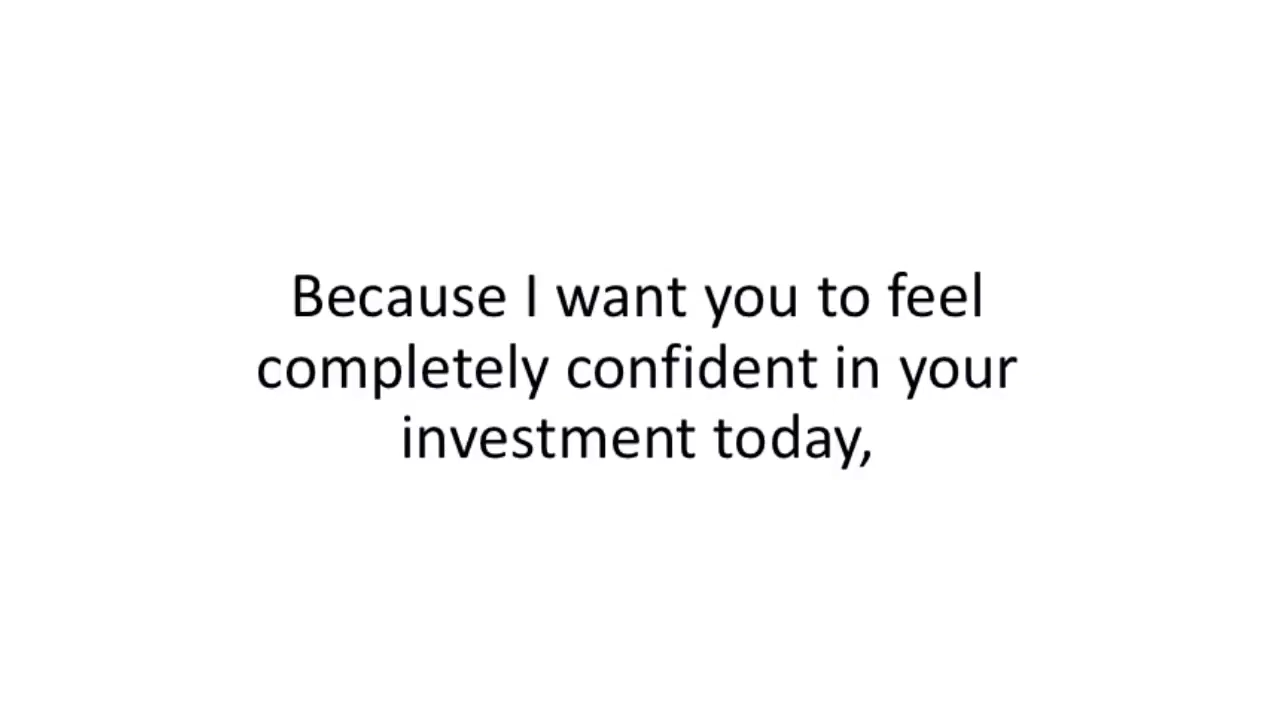 Because I want you to feel
completely confident in your
investment today,